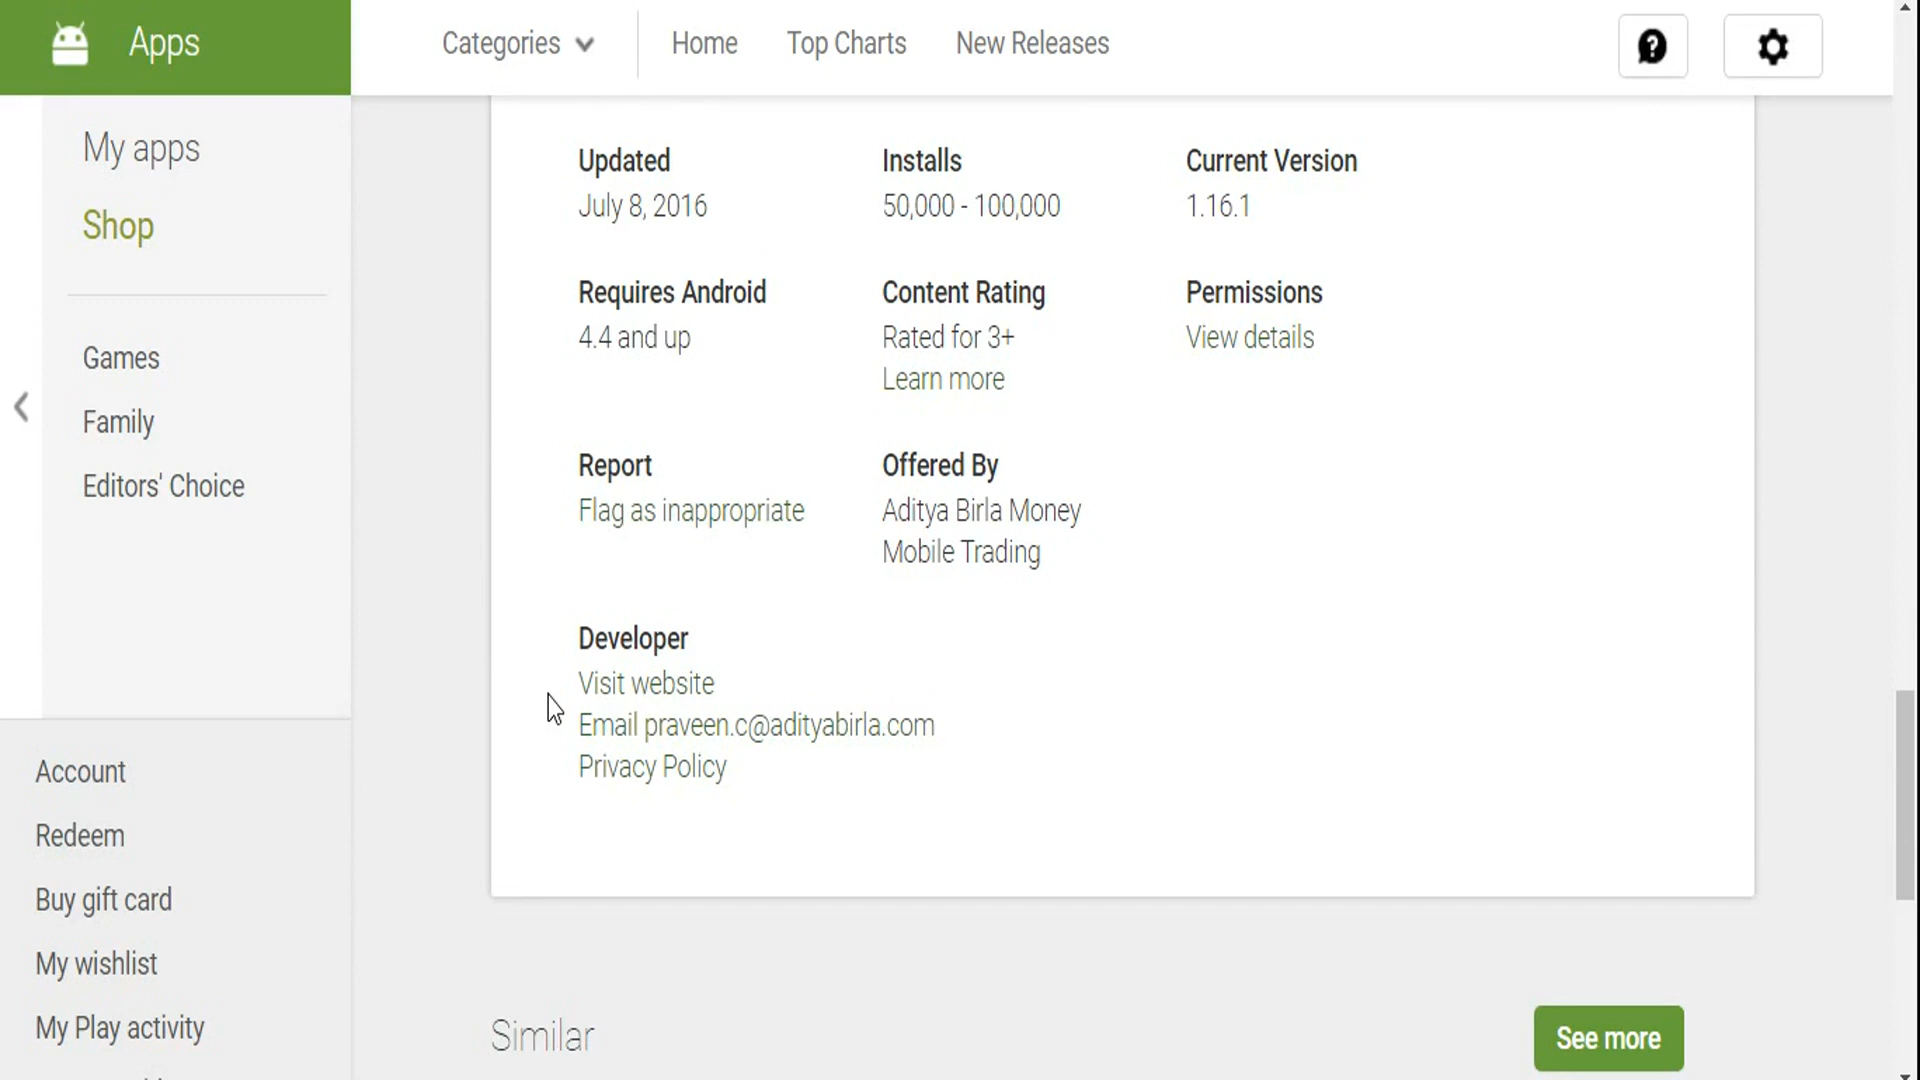 Apps
Categories
Home
Top Charts
New Releases
My apps
Shop
Games
Family
Editors' Choice
Account
Redeem
Buy gift card
My wishlist
My Play activity
Updated
July 8, 2016
Installs
50,000 - 100,000
Current Version
1.16.1
Requires Android
4.4 and up
Content Rating
Rated for 3+
Learn more
Permissions
View details
Report
Flag as inappropriate
Offered By
Aditya Birla Money
Mobile Trading
Developer
Visit website
Email praveen.c@adityabirla.com
Privacy Policy
Similar
See more